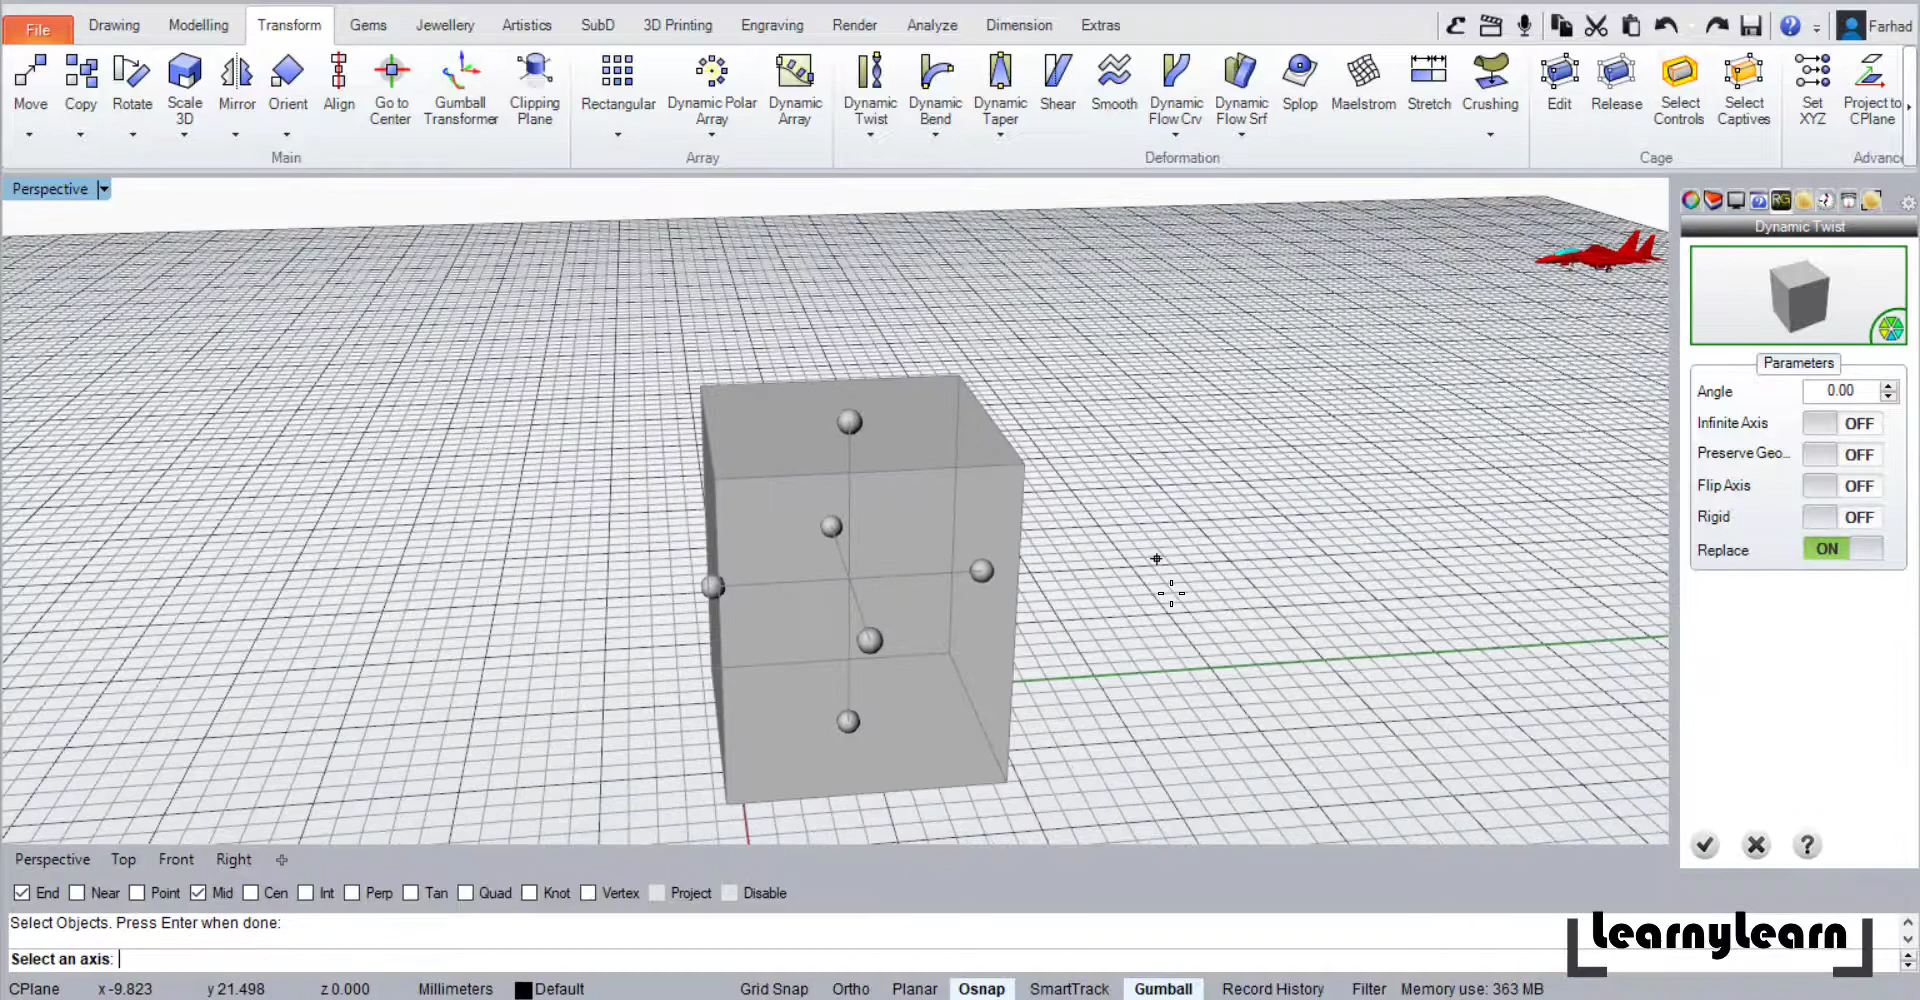 File Drawing Modelling Transform Gems Jewellery Artistics SubD 3D Printing Engraving Render Analyze Dimension Extras Farhad
Move Copy Rotate Scale 3D Mirror Orient Align Go to Center Gumball Transformer Clipping Plane Rectangular Dynamic Polar Array Dynamic Array Dynamic Twist Dynamic Bend Dynamic Taper Shear Smooth Dynamic Flow Crv Dynamic Flow Srf Splop Maelstrom Stretch Crushing Edit Release Select Controls Select Captives Set XYZ Project to CPlane
Main Array Deformation Cage Advanc
Perspective
RG
Dynamic Twist
Parameters
Angle 0.00
Infinite Axis OFF
Preserve Geo... OFF
Flip Axis OFF
Rigid OFF
Replace ON
Perspective Top Front Right
End Near Point Mid Cen Int Perp Tan Quad Knot Vertex Project Disable
Select Objects. Press Enter when done:
Select an axis:
LearnyLearn
CPlane x -9.823 y 21.498 z 0.000 Millimeters Default Grid Snap Ortho Planar Osnap SmartTrack Gumball Record History Filter Memory use: 363 MB